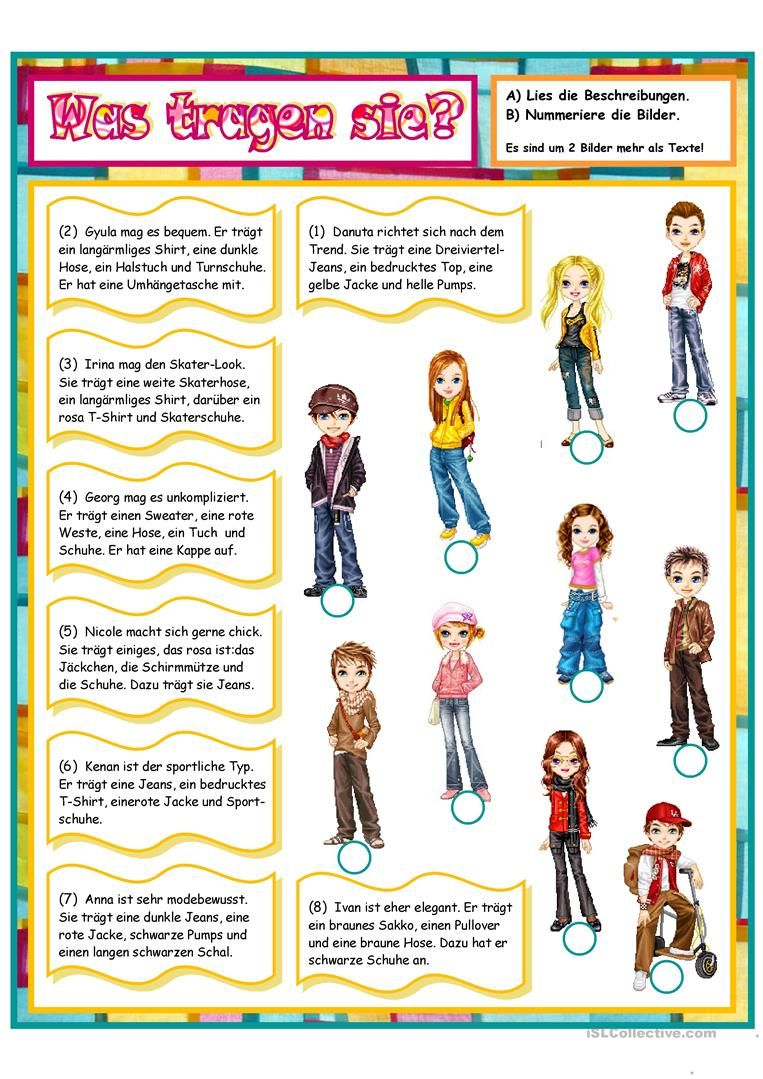 Was tragen sie?
A) Lies die Beschreibungen.
B) Nummeriere die Bilder.
Es sind um 2 Bilder mehr als Texte!
(2) Gyula mag es bequem. Er trägt
ein langärmliges Shirt, eine dunkle
Hose, ein Halstuch und Turnschuhe.
Er hat eine Umhängetasche mit.
(1) Danuta richtet sich nach dem
Trend. Sie trägt eine Dreiviertel-
Jeans, ein bedrucktes Top, eine
gelbe Jacke und helle Pumps.
(3) Irina mag den Skater-Look.
Sie trägt eine weite Skaterhose,
ein langärmliges Shirt, darüber ein
rosa T-Shirt und Skaterschuhe.
(4) Georg mag es unkompliziert.
Er trägt einen Sweater, eine rote
Weste, eine Hose, ein Tuch und
Schuhe. Er hat eine Kappe auf.
(5) Nicole macht sich gerne chick.
Sie trägt einiges, das rosa ist:das
Jäckchen, die Schirmmütze und
die Schuhe. Dazu trägt sie Jeans.
(6) Kenan ist der sportliche Typ.
Er trägt eine Jeans, ein bedrucktes
T-Shirt, einerote Jacke und Sport-
schuhe.
(7) Anna ist sehr modebewusst.
Sie trägt eine dunkle Jeans, eine
rote Jacke, schwarze Pumps und
einen langen schwarzen Schal.
(8) Ivan ist eher elegant. Er trägt
ein braunes Sakko, einen Pullover
und eine braune Hose. Dazu hat er
schwarze Schuhe an.
iSLCollective.com